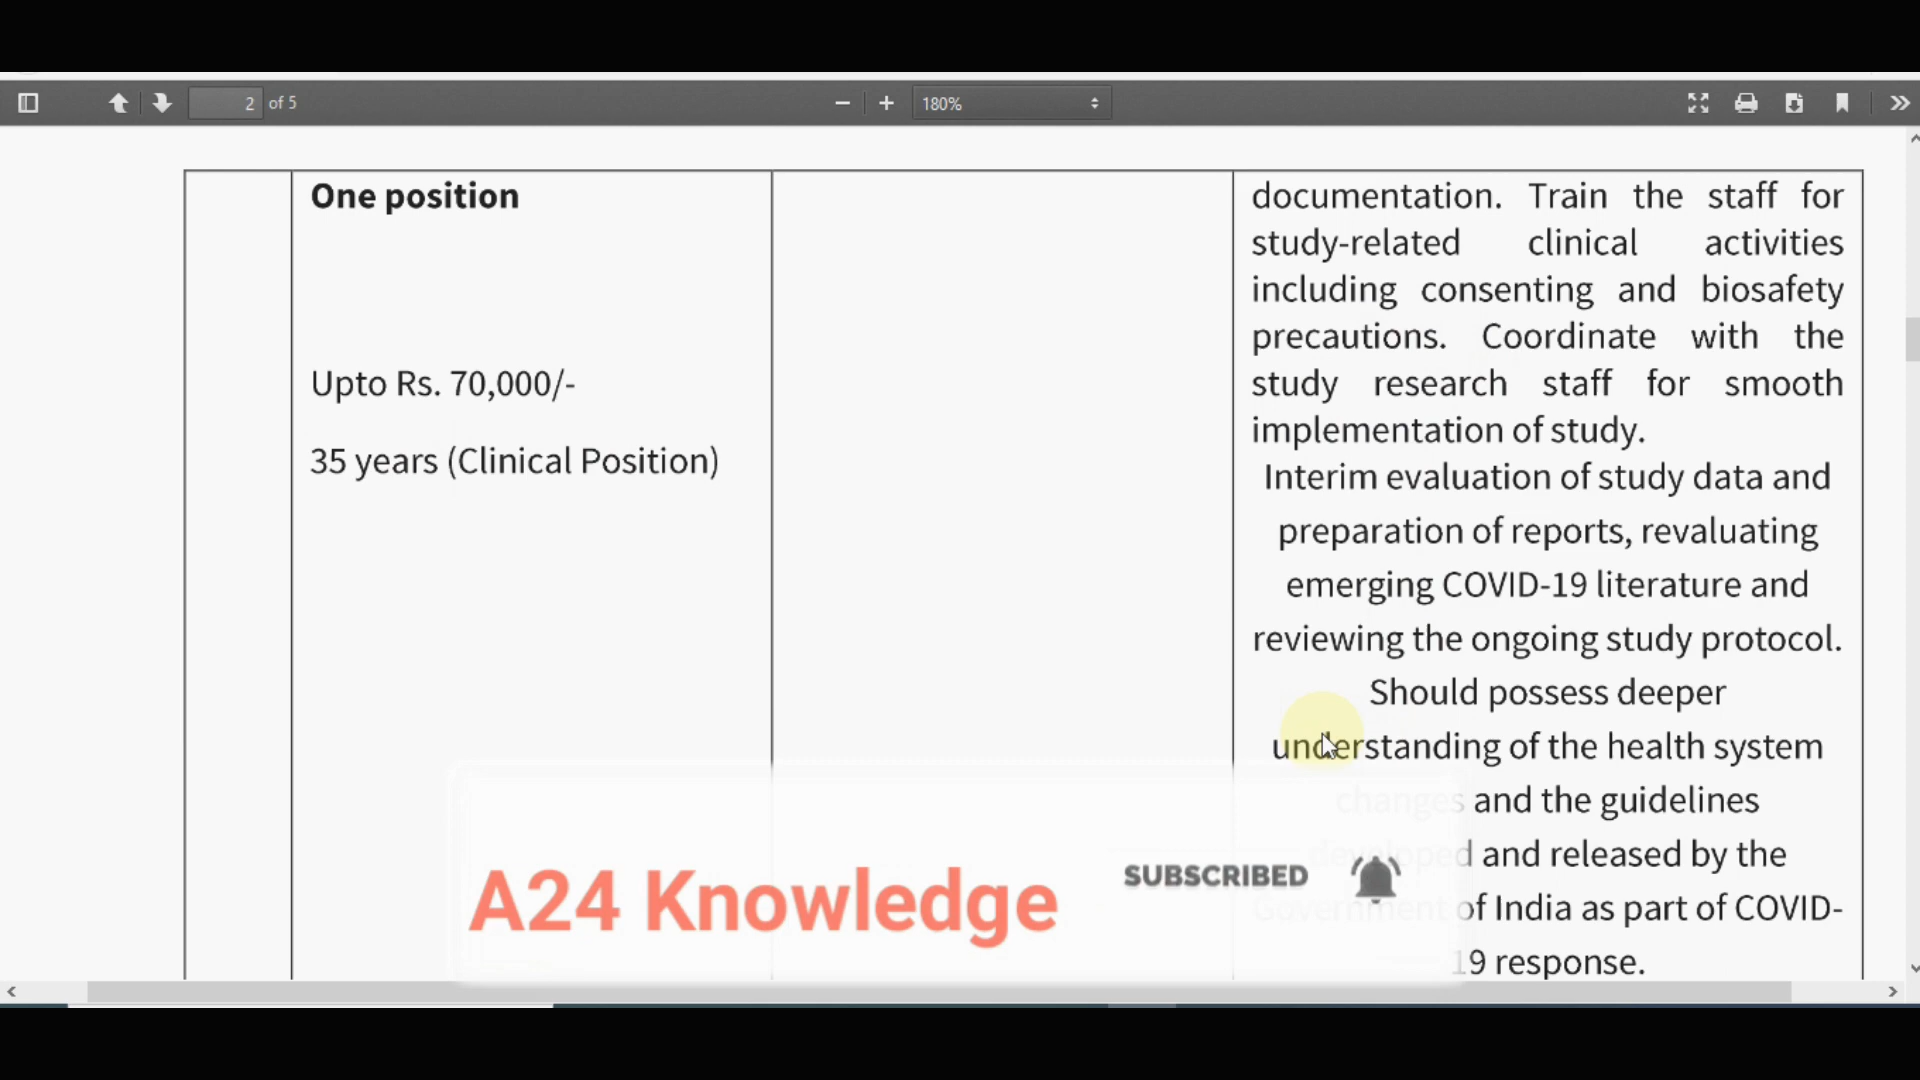 2 of 5
180%
One position
Upto Rs. 70,000/-
35 years (Clinical Position)
documentation. Train the staff for
study-related clinical activities
including consenting and biosafety
precautions. Coordinate with the
study research staff for smooth
implementation of study.
Interim evaluation of study data and
preparation of reports, revaluating
emerging COVID-19 literature and
reviewing the ongoing study protocol.
Should possess deeper
understanding of the health system
changes and the guidelines
developed and released by the
Government of India as part of COVID-
19 response.
A24 Knowledge
SUBSCRIBED